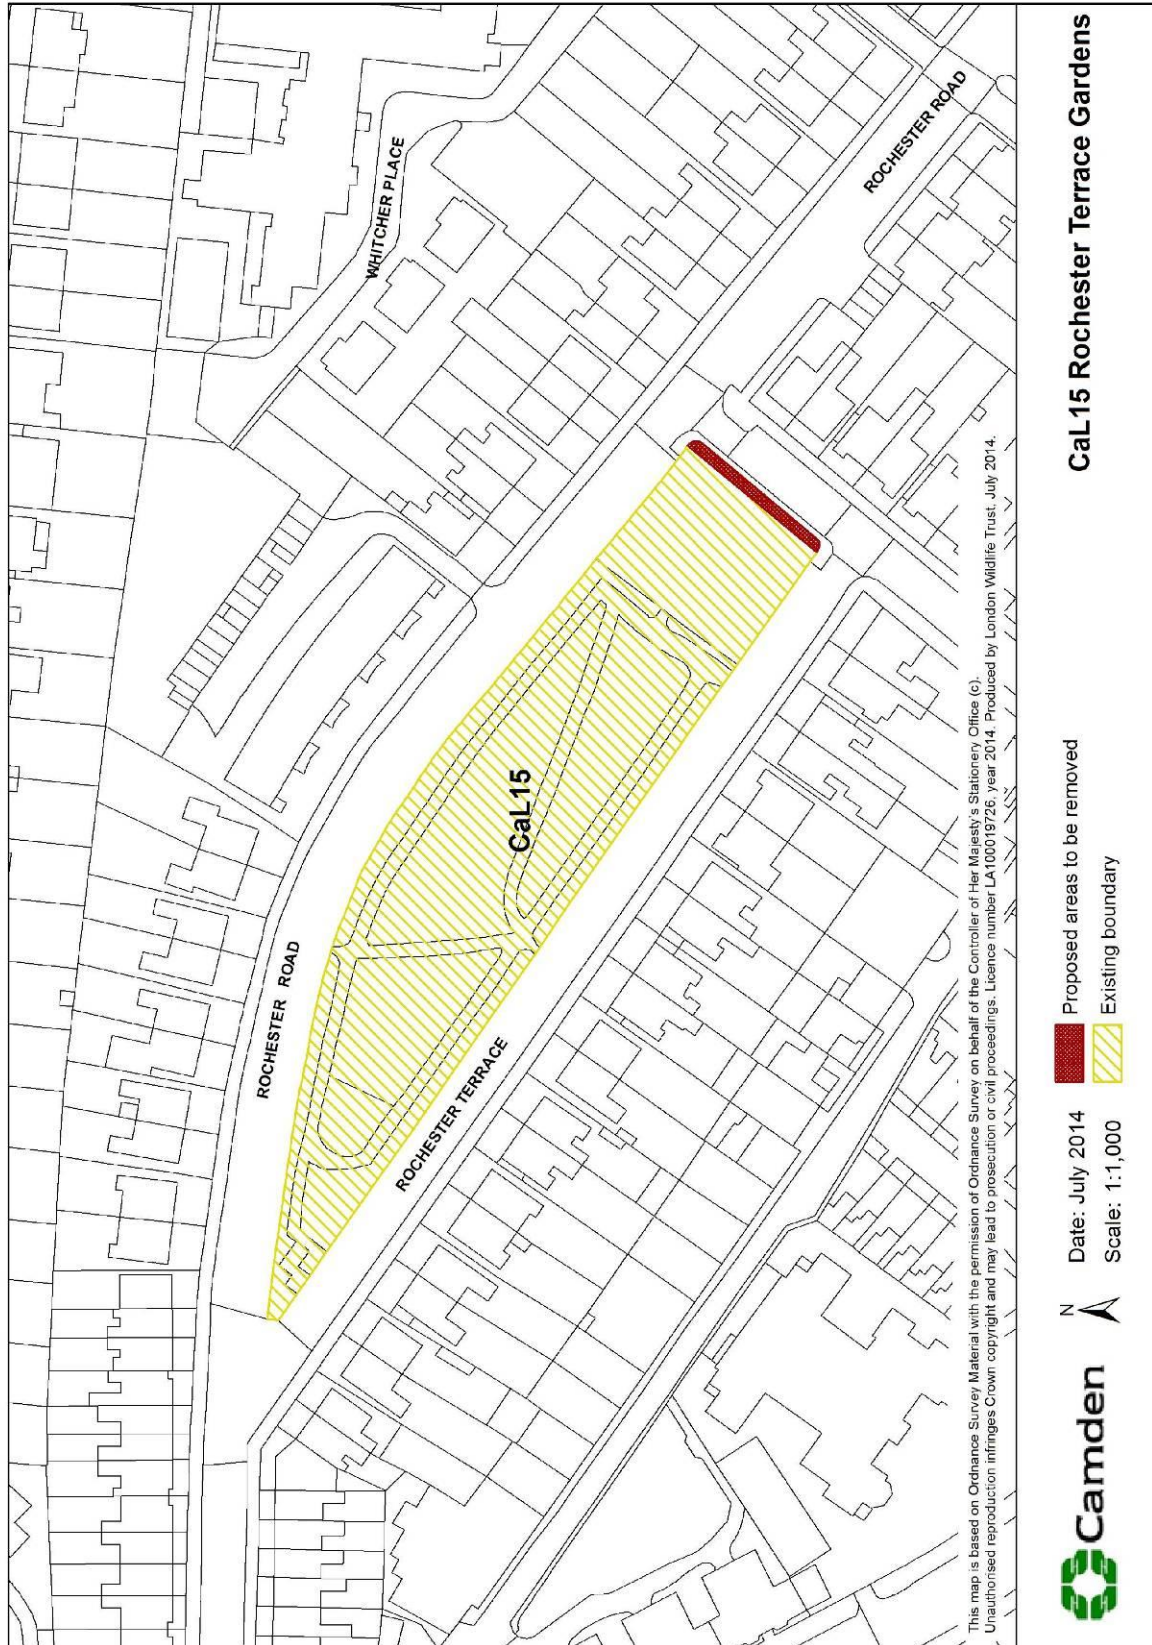 WHITCHER PLACE
ROCHESTER ROAD
CaL15
ROCHESTER ROAD
ROCHESTER TERRACE
This map is based on Ordnance Survey Material with the permission of Ordnance Survey on behalf of the Controller of Her Majesty's Stationery Office (c).
Unauthorised reproduction infringes Crown copyright and may lead to prosecution or civil proceedings. Licence number LA100019726, year 2014. Produced by London Wildlife Trust, July 2014.
Camden
N
Date: July 2014
Scale: 1:1,000
Proposed areas to be removed
Existing boundary
CaL15 Rochester Terrace Gardens